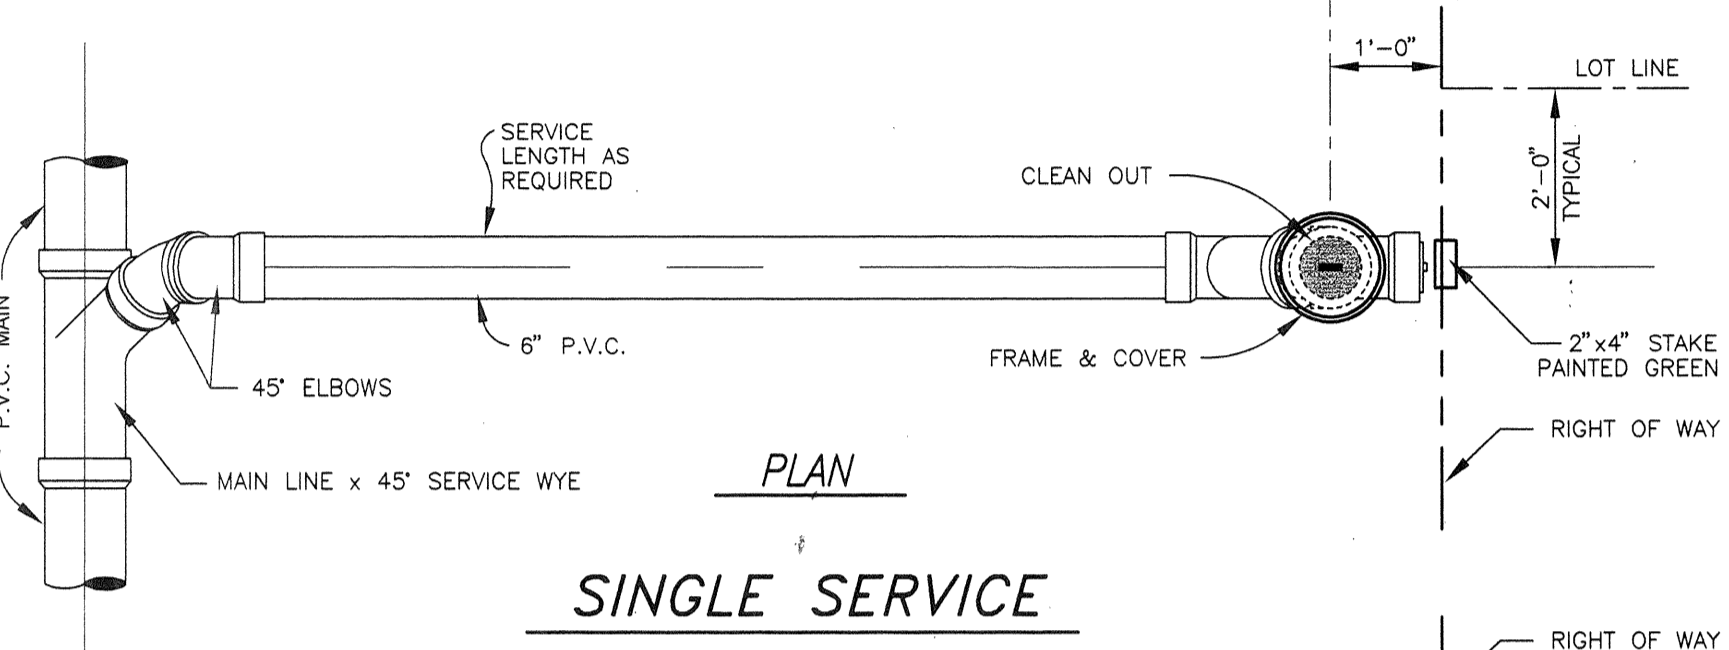 1'-0"
LOT LINE
2'-0"
TYPICAL
SERVICE
LENGTH AS
REQUIRED
CLEAN OUT
P.V.C. MAIN
6" P.V.C.
FRAME & COVER
2"x4" STAKE
PAINTED GREEN
45° ELBOWS
RIGHT OF WAY
MAIN LINE x 45° SERVICE WYE
PLAN
SINGLE SERVICE
RIGHT OF WAY